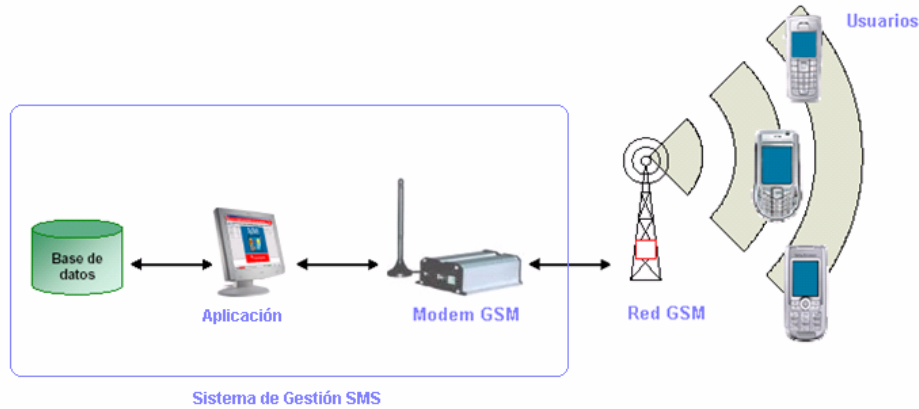 Usuarios
Base de
datos
Aplicación
Modem GSM
Red GSM
Sistema de Gestión SMS